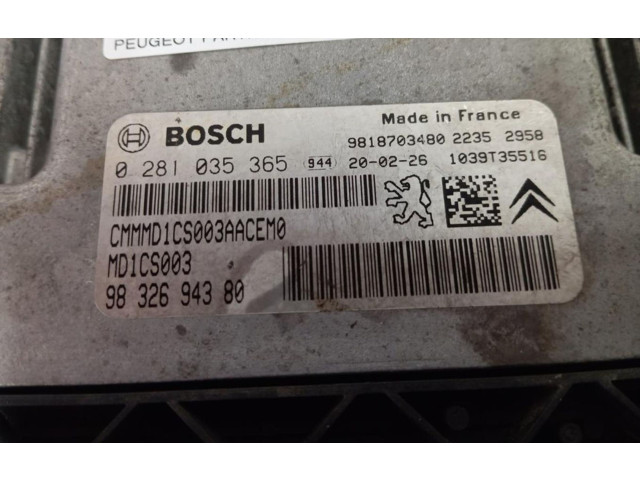 PEUGEOT
Made in France
BOSCH
9818703480 2235 2958
0 281 035 365 944 20-02-26 1039T35516
CMMMD1CS003AACEM0
MD1CS003
98 326 943 80